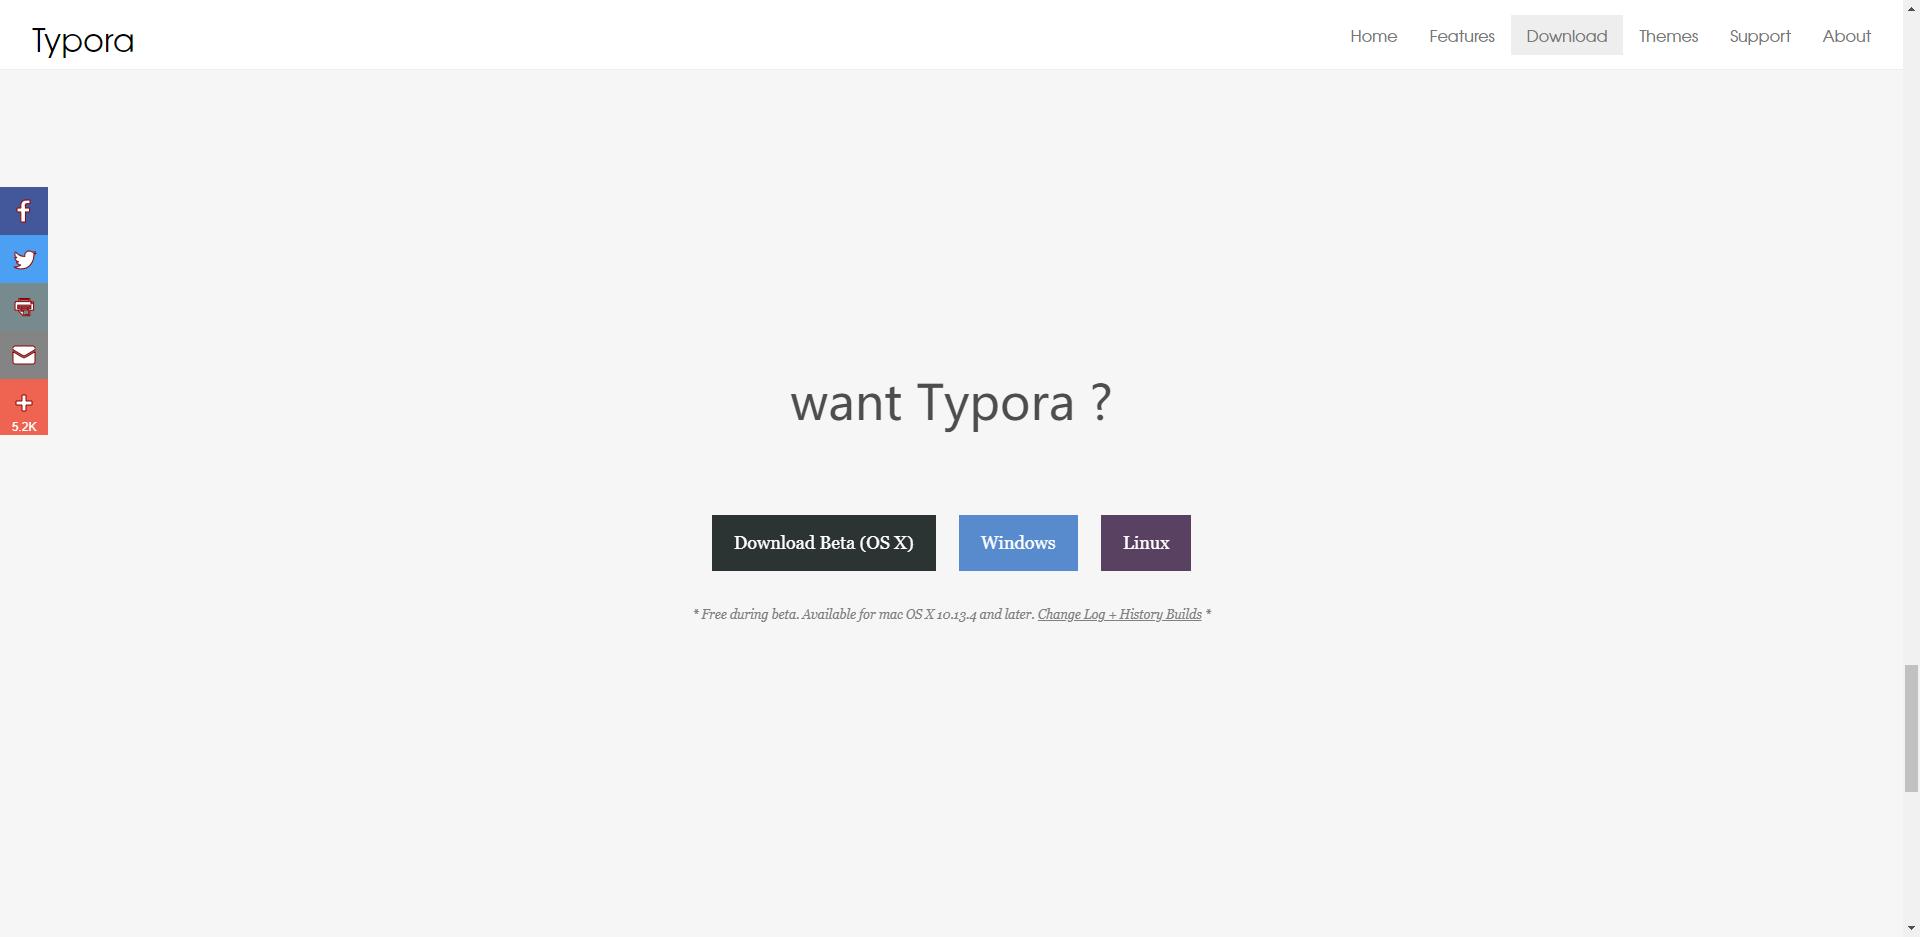 Typora
Home Features Download Themes Support About
5.2K
want Typora ?
Download Beta (OS X) Windows Linux
* Free during beta. Available for mac OS X 10.13.4 and later. Change Log + History Builds *